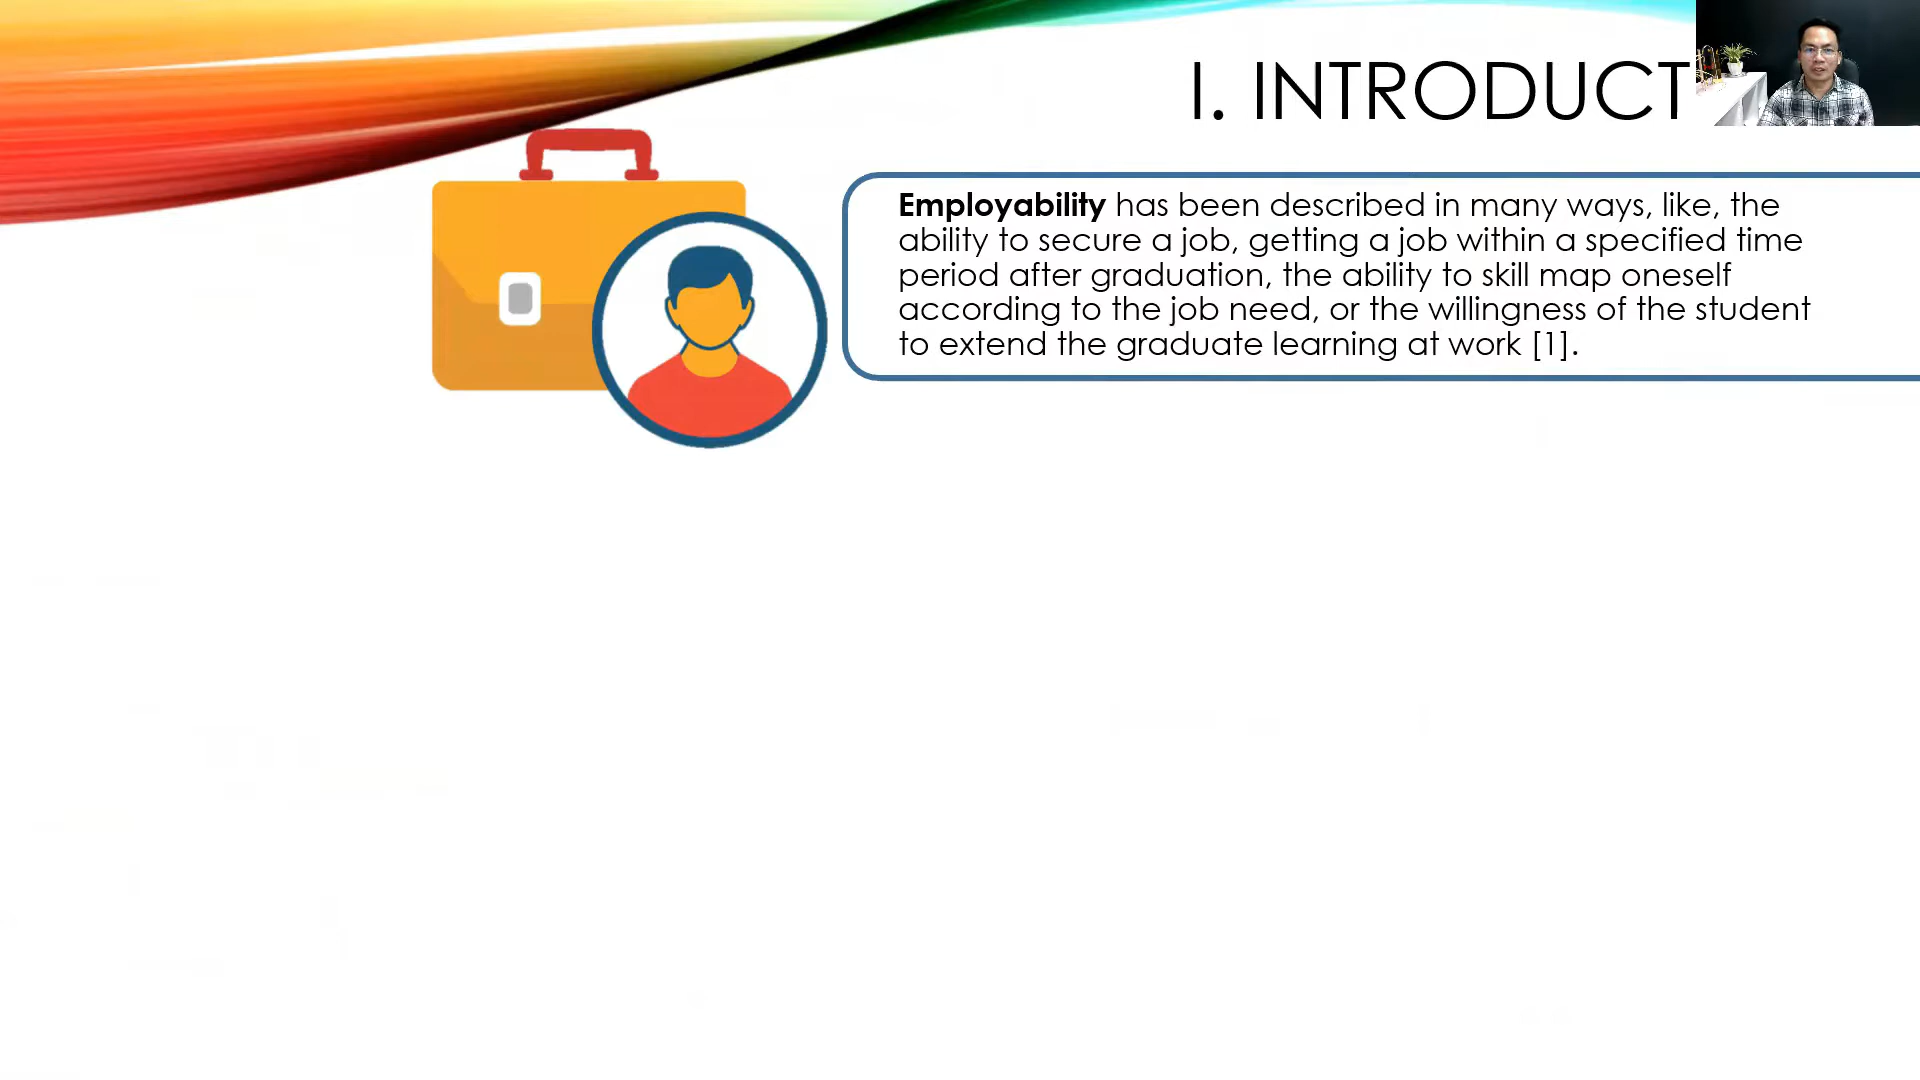 I. INTRODUCT
Employability has been described in many ways, like, the
ability to secure a job, getting a job within a specified time
period after graduation, the ability to skill map oneself
according to the job need, or the willingness of the student
to extend the graduate learning at work [1].